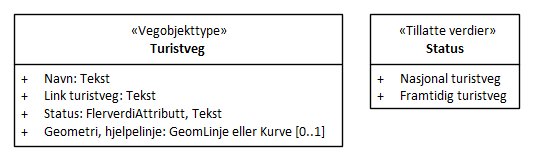 «Vegobjekttype»
Turistveg
+ Navn: Tekst
+ Link turistveg: Tekst
+ Status: FlerverdiAttributt, Tekst
+ Geometri, hjelpelinje: GeomLinje eller Kurve [0..1]
«Tillatte verdier»
Status
+ Nasjonal turistveg
+ Framtidig turistveg